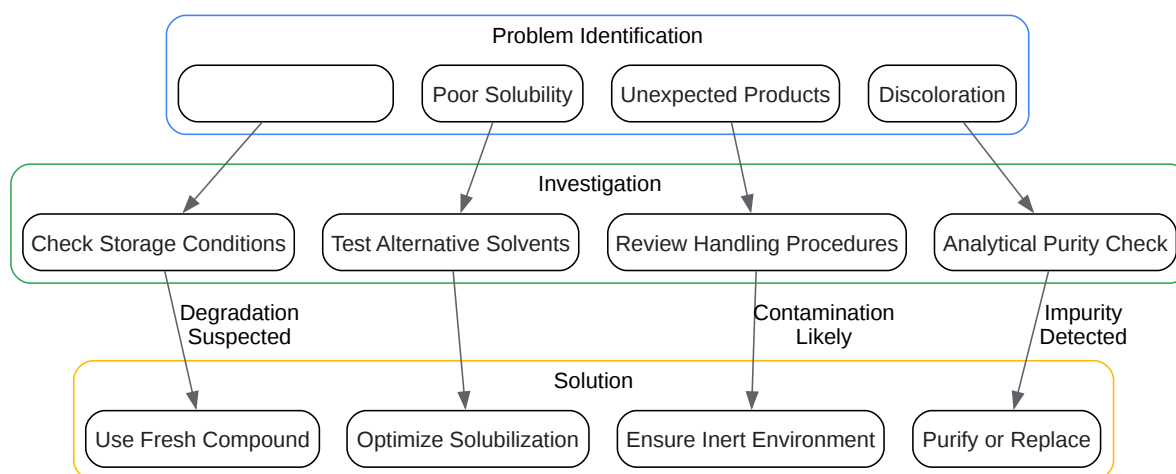 Problem Identification
Poor Solubility
Unexpected Products
Discoloration
Investigation
Check Storage Conditions
Test Alternative Solvents
Review Handling Procedures
Analytical Purity Check
Degradation
Suspected
Contamination
Likely
Impurity
Detected
Solution
Use Fresh Compound
Optimize Solubilization
Ensure Inert Environment
Purify or Replace